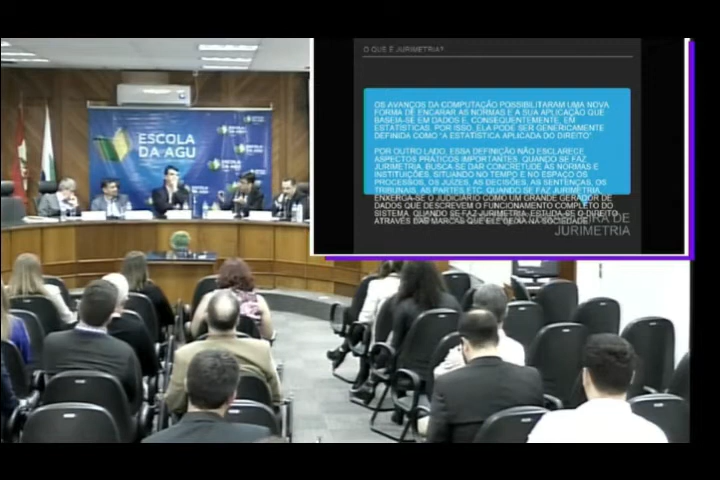 O QUE É JURIMETRIA?
OS AVANÇOS DA COMPUTAÇÃO POSSIBILITARAM UMA NOVA
FORMA DE ENCARAR AS NORMAS E A SUA APLICAÇÃO QUE
BASEIA-SE EM DADOS E, CONSEQUENTEMENTE, EM
ESTATÍSTICAS. POR ISSO, ELA PODE SER GENERICAMENTE
DEFINIDA COMO "A ESTATÍSTICA APLICADA DO DIREITO"
POR OUTRO LADO, ESSA DEFINIÇÃO NÃO ESCLARECE
ASPECTOS PRÁTICOS IMPORTANTES. QUANDO SE FAZ
JURIMETRIA, BUSCA-SE DAR CONCRETUDE ÀS NORMAS E
INSTITUIÇÕES, SITUANDO NO TEMPO E NO ESPAÇO OS
PROCESSOS, OS JUÍZES, AS DECISÕES, AS SENTENÇAS, OS
TRIBUNAIS, AS PARTES ETC. QUANDO SE FAZ JURIMETRIA,
ENXERGA-SE O JUDICIÁRIO COMO UM GRANDE GERADOR DE
DADOS QUE DESCREVEM O FUNCIONAMENTO COMPLETO DO
SISTEMA. QUANDO SE FAZ JURIMETRIA, ESTUDA-SE O DIREITO
ATRAVÉS DAS MARCAS QUE ELE DEIXA NA SOCIEDADE.
DE
JURIMETRIA
ESCOLA
DA AGU
ESCOLA
DA AGU